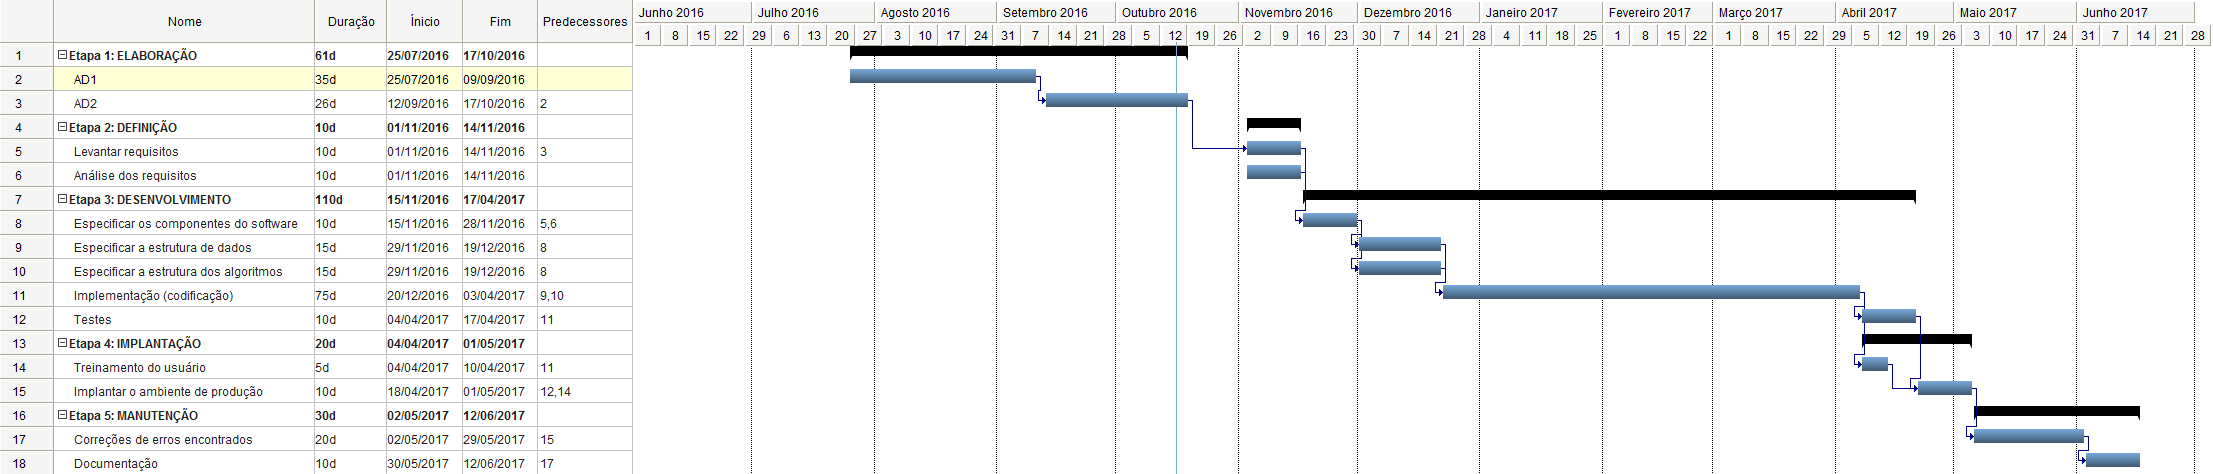 Nome Duração Ínicio Fim Predecessores
Junho 2016 Julho 2016 Agosto 2016 Setembro 2016 Outubro 2016 Novembro 2016 Dezembro 2016 Janeiro 2017 Fevereiro 2017 Março 2017 Abril 2017 Maio 2017 Junho 2017
1 8 15 22 29 6 13 20 27 3 10 17 24 31 7 14 21 28 5 12 19 26 2 9 16 23 30 7 14 21 28 4 11 18 25 1 8 15 22 1 8 15 22 29 5 12 19 26 3 10 17 24 31 7 14 21 28
1 Etapa 1: ELABORAÇÃO 61d 25/07/2016 17/10/2016
2 AD1 35d 25/07/2016 09/09/2016
3 AD2 26d 12/09/2016 17/10/2016 2
4 Etapa 2: DEFINIÇÃO 10d 01/11/2016 14/11/2016
5 Levantar requisitos 10d 01/11/2016 14/11/2016 3
6 Análise dos requisitos 10d 01/11/2016 14/11/2016
7 Etapa 3: DESENVOLVIMENTO 110d 15/11/2016 17/04/2017
8 Especificar os componentes do software 10d 15/11/2016 28/11/2016 5,6
9 Especificar a estrutura de dados 15d 29/11/2016 19/12/2016 8
10 Especificar a estrutura dos algoritmos 15d 29/11/2016 19/12/2016 8
11 Implementação (codificação) 75d 20/12/2016 03/04/2017 9,10
12 Testes 10d 04/04/2017 17/04/2017 11
13 Etapa 4: IMPLANTAÇÃO 20d 04/04/2017 01/05/2017
14 Treinamento do usuário 5d 04/04/2017 10/04/2017 11
15 Implantar o ambiente de produção 10d 18/04/2017 01/05/2017 12,14
16 Etapa 5: MANUTENÇÃO 30d 02/05/2017 12/06/2017
17 Correções de erros encontrados 20d 02/05/2017 29/05/2017 15
18 Documentação 10d 30/05/2017 12/06/2017 17